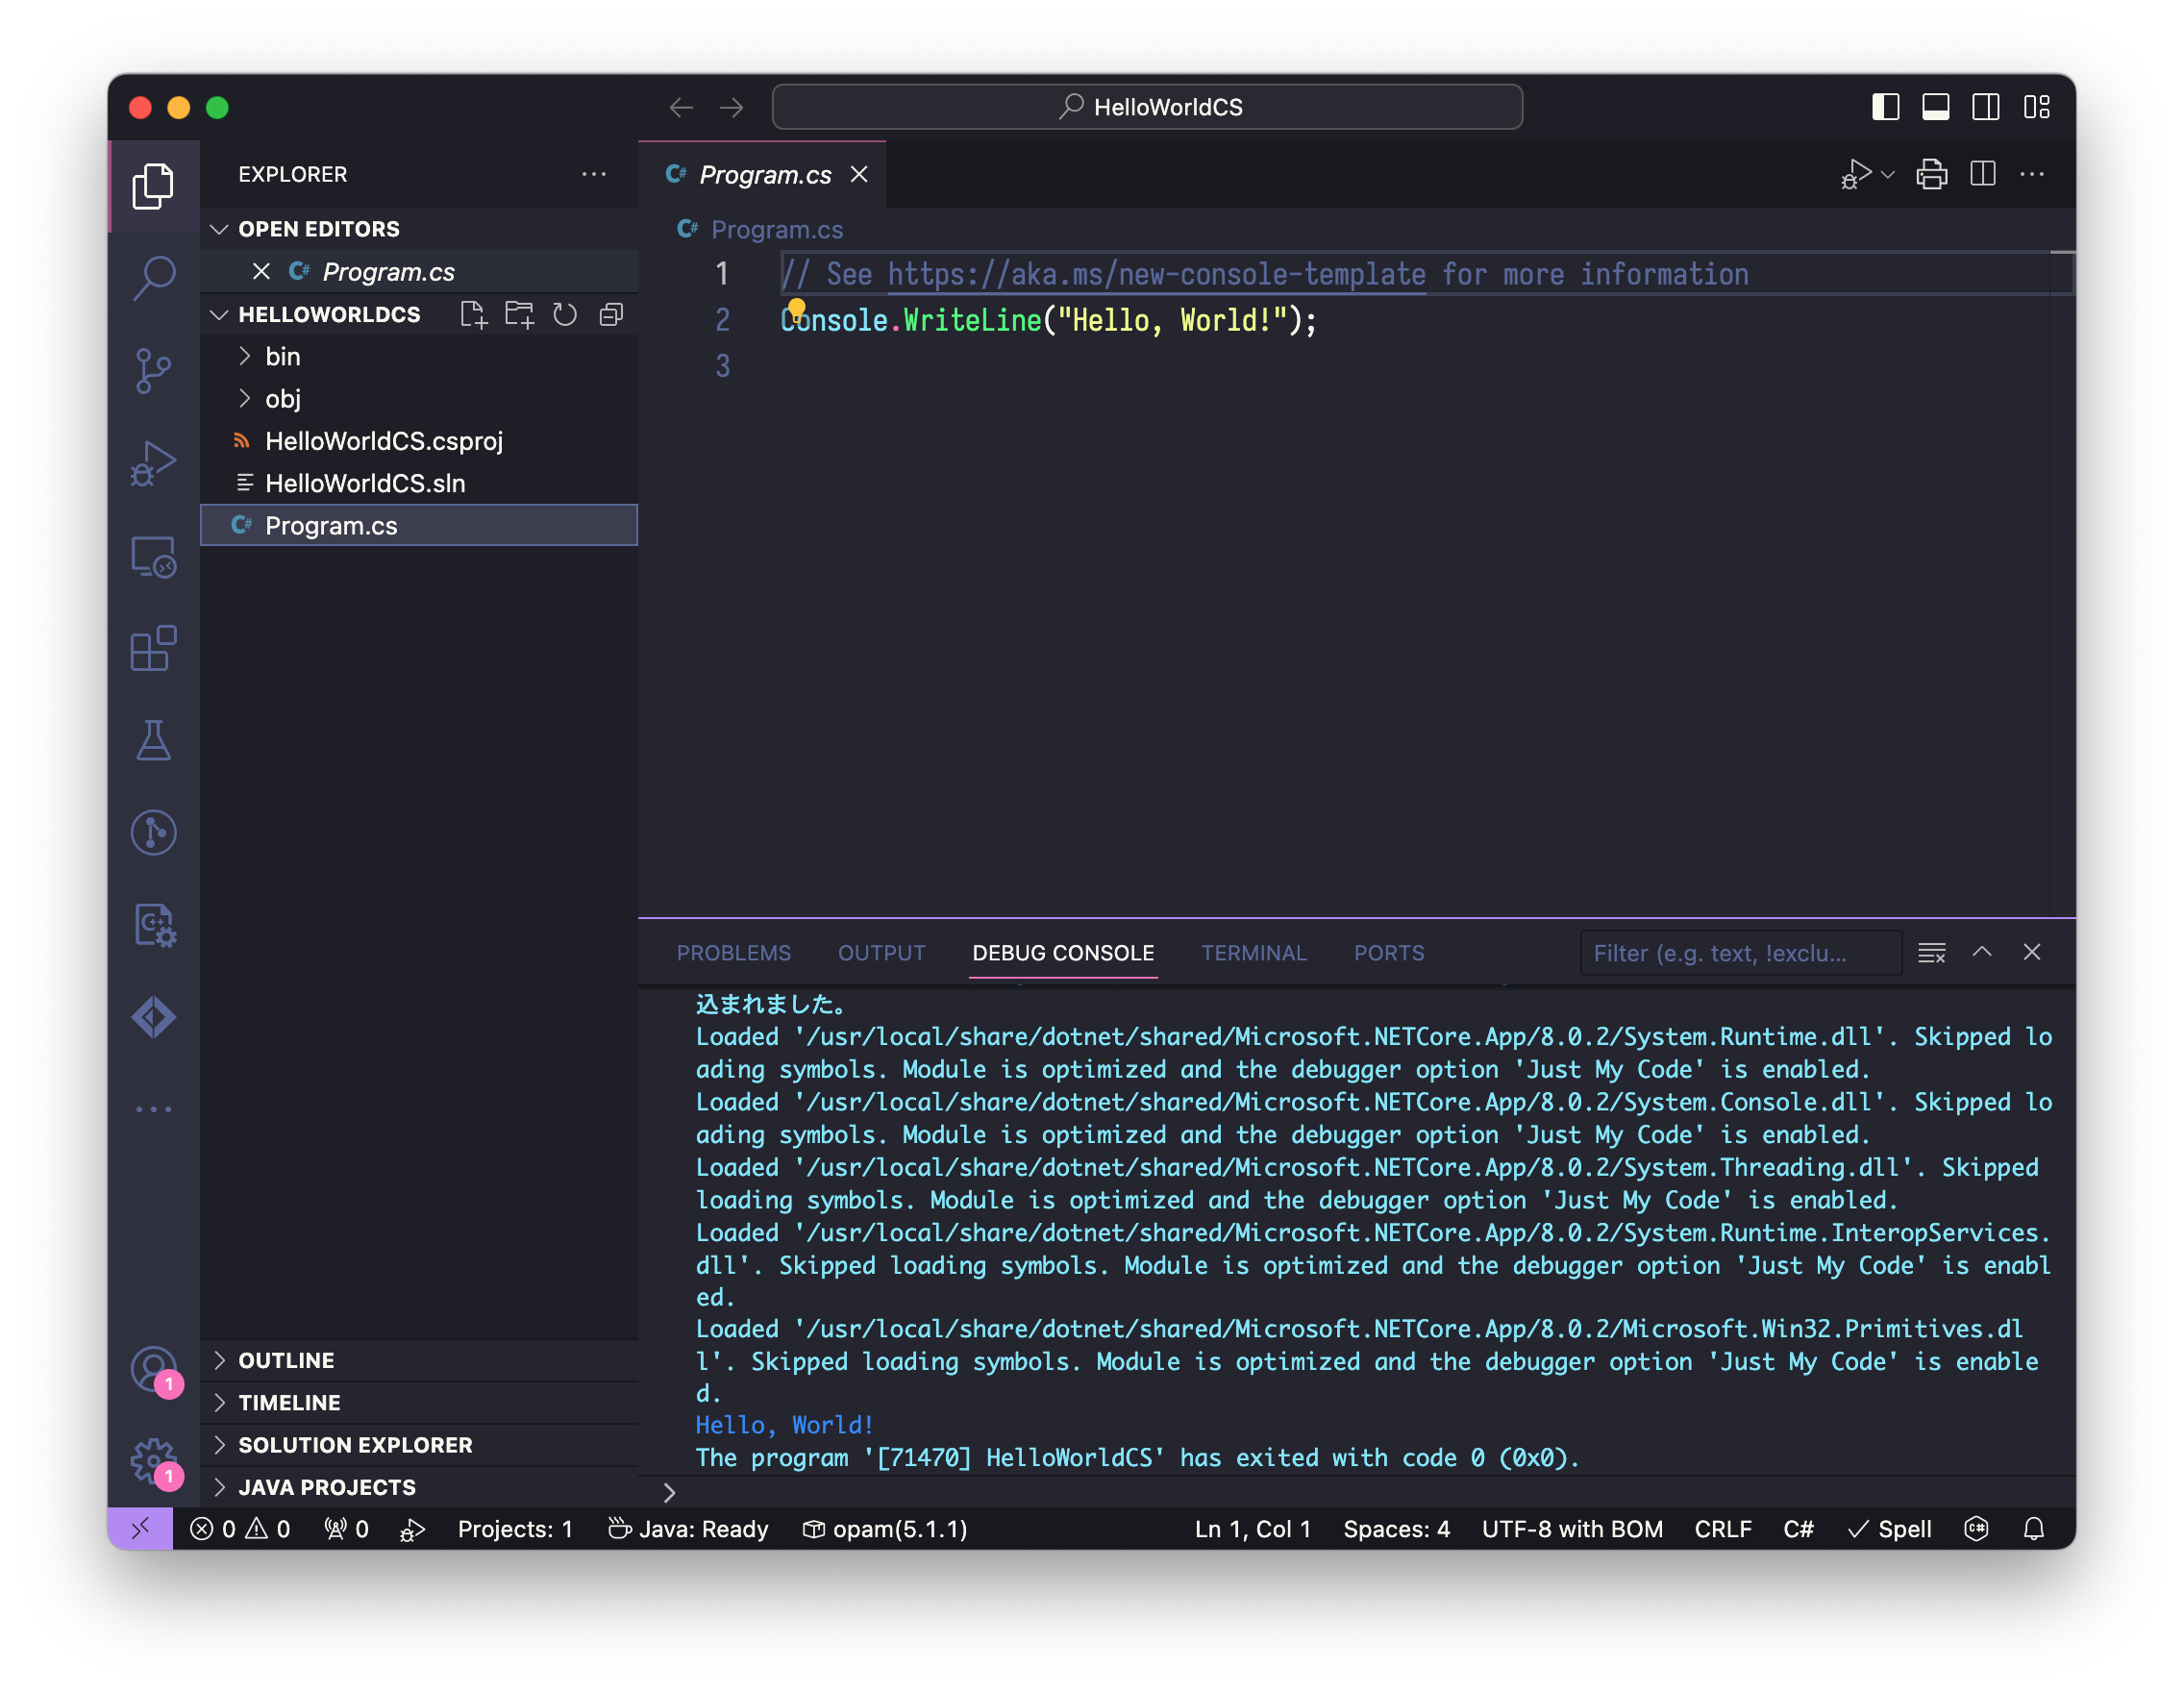 HelloWorldCS
EXPLORER
OPEN EDITORS
Program.cs
HELLOWORLDCS
bin
obj
HelloWorldCS.csproj
HelloWorldCS.sln
Program.cs
OUTLINE
TIMELINE
SOLUTION EXPLORER
JAVA PROJECTS
1
1
Program.cs
Program.cs
1 // See https://aka.ms/new-console-template for more information
2 Console.WriteLine("Hello, World!");
3
PROBLEMS OUTPUT DEBUG CONSOLE TERMINAL PORTS Filter (e.g. text, !exclu...
込まれました。
Loaded '/usr/local/share/dotnet/shared/Microsoft.NETCore.App/8.0.2/System.Runtime.dll'. Skipped lo
ading symbols. Module is optimized and the debugger option 'Just My Code' is enabled.
Loaded '/usr/local/share/dotnet/shared/Microsoft.NETCore.App/8.0.2/System.Console.dll'. Skipped lo
ading symbols. Module is optimized and the debugger option 'Just My Code' is enabled.
Loaded '/usr/local/share/dotnet/shared/Microsoft.NETCore.App/8.0.2/System.Threading.dll'. Skipped
loading symbols. Module is optimized and the debugger option 'Just My Code' is enabled.
Loaded '/usr/local/share/dotnet/shared/Microsoft.NETCore.App/8.0.2/System.Runtime.InteropServices.
dll'. Skipped loading symbols. Module is optimized and the debugger option 'Just My Code' is enabl
ed.
Loaded '/usr/local/share/dotnet/shared/Microsoft.NETCore.App/8.0.2/Microsoft.Win32.Primitives.dl
l'. Skipped loading symbols. Module is optimized and the debugger option 'Just My Code' is enable
d.
Hello, World!
The program '[71470] HelloWorldCS' has exited with code 0 (0x0).
0 0 0 Projects: 1 Java: Ready opam(5.1.1) Ln 1, Col 1 Spaces: 4 UTF-8 with BOM CRLF C# Spell